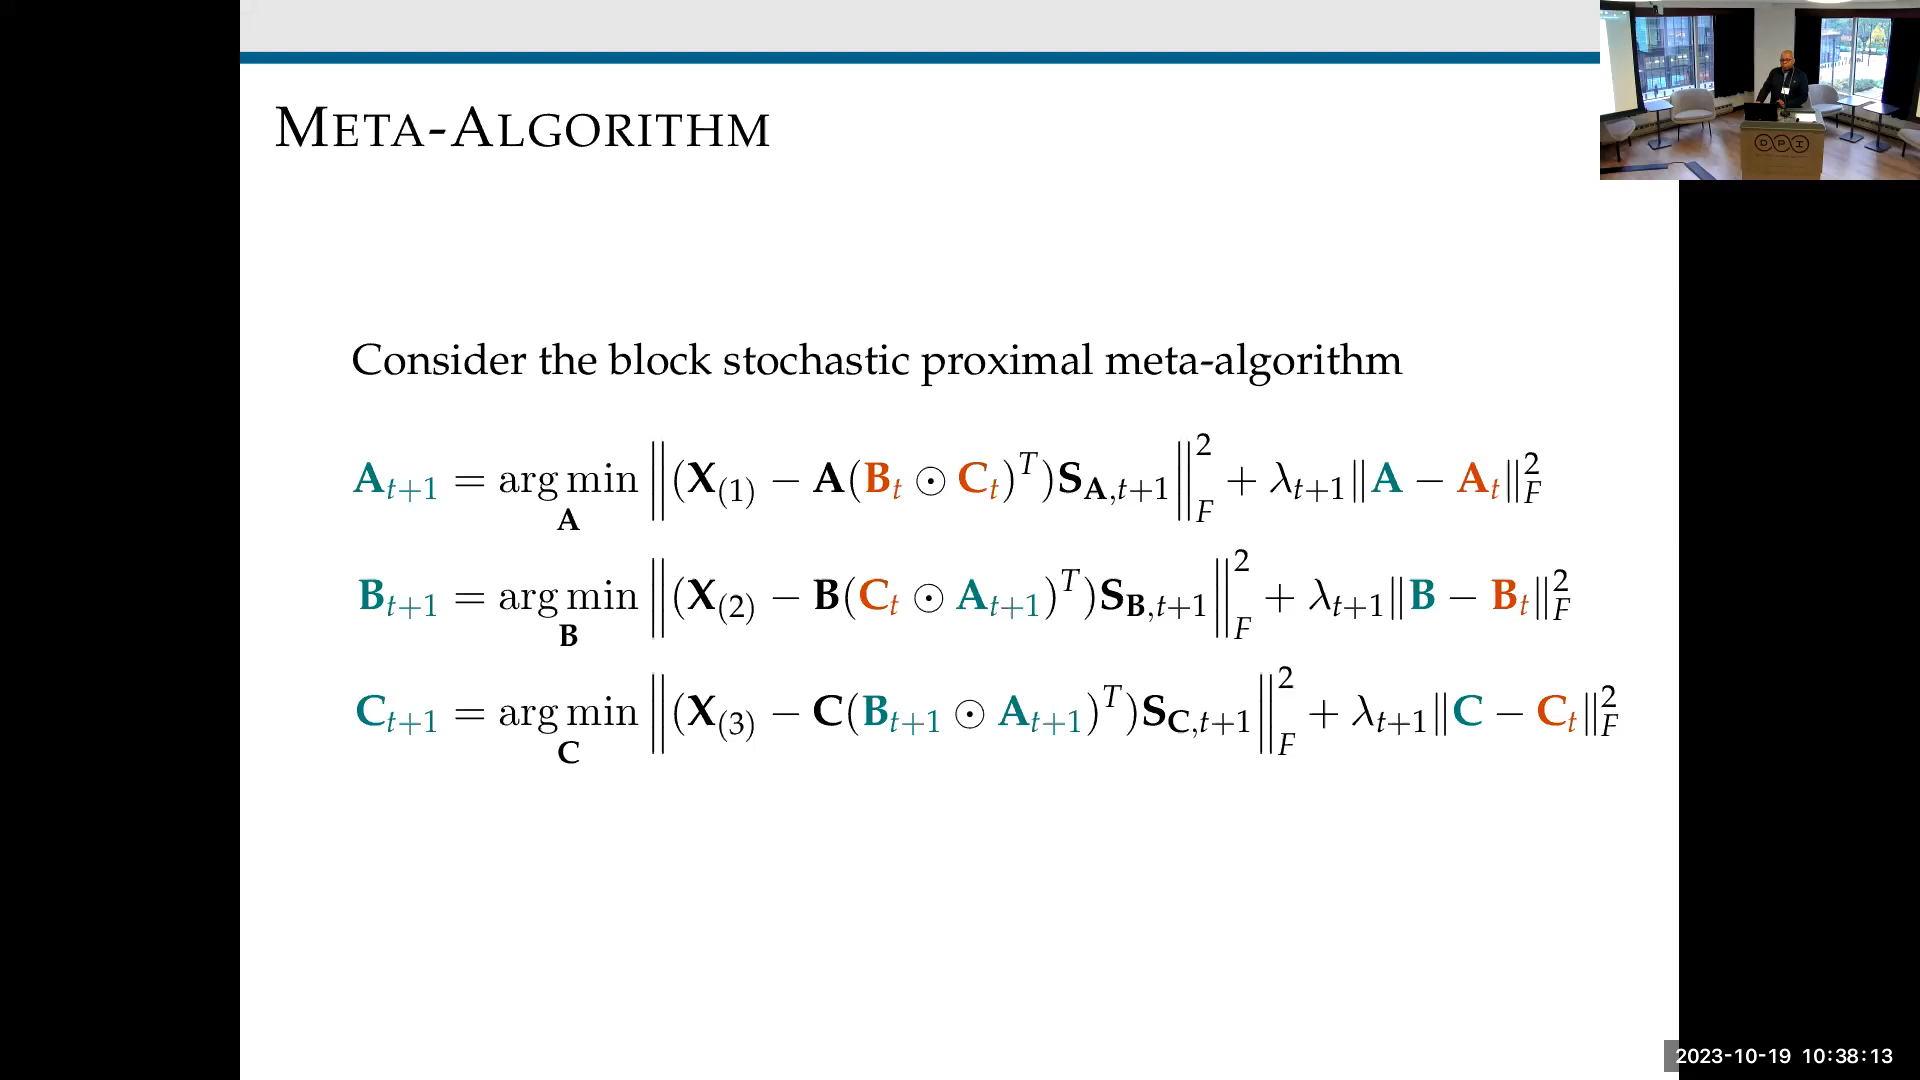 META-ALGORITHM
Consider the block stochastic proximal meta-algorithm
A_{t+1} = arg min_A ‖(X_{(1)} − A(B_t ⊙ C_t)^T)S_{A,t+1}‖_F^2 + λ_{t+1}‖A − A_t‖_F^2
B_{t+1} = arg min_B ‖(X_{(2)} − B(C_t ⊙ A_{t+1})^T)S_{B,t+1}‖_F^2 + λ_{t+1}‖B − B_t‖_F^2
C_{t+1} = arg min_C ‖(X_{(3)} − C(B_{t+1} ⊙ A_{t+1})^T)S_{C,t+1}‖_F^2 + λ_{t+1}‖C − C_t‖_F^2
DPI
2023-10-19 10:38:13